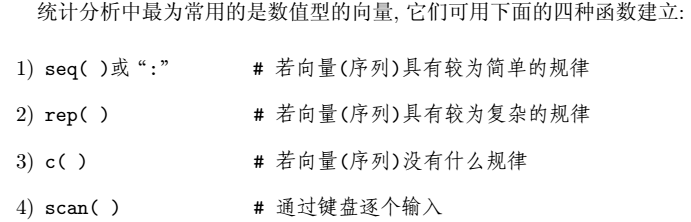 统计分析中最为常用的是数值型的向量, 它们可用下面的四种函数建立:
1) seq( )或“:” # 若向量(序列)具有较为简单的规律
2) rep( ) # 若向量(序列)具有较为复杂的规律
3) c( ) # 若向量(序列)没有什么规律
4) scan( ) # 通过键盘逐个输入